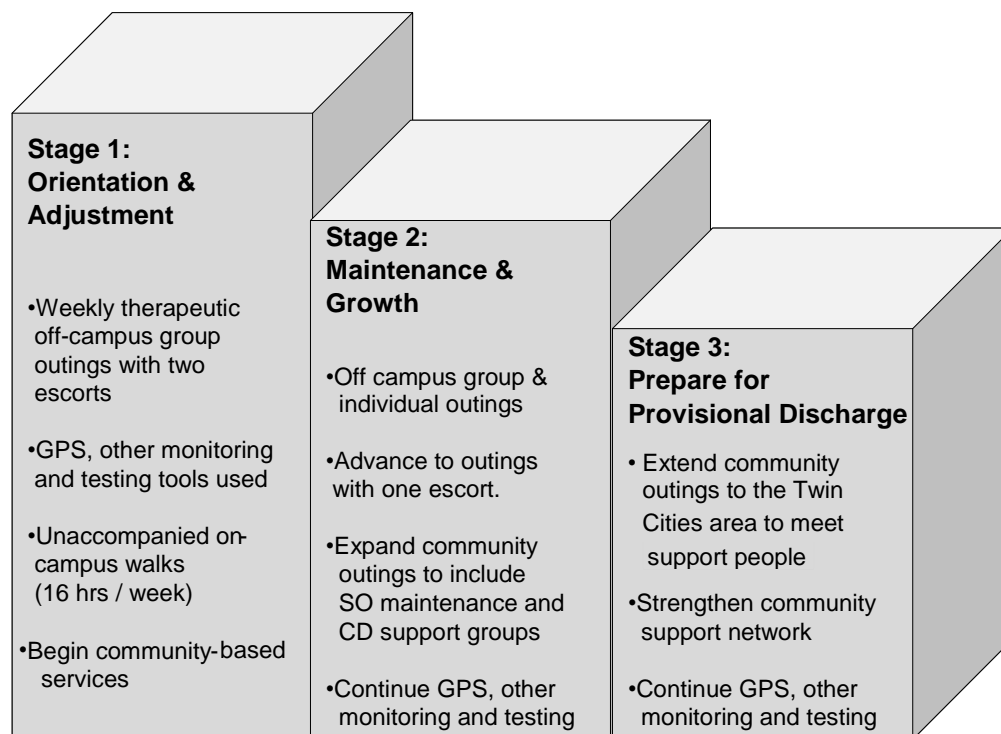 Stage 1:
Orientation &
Adjustment
•Weekly therapeutic
off-campus group
outings with two
escorts
•GPS, other monitoring
and testing tools used
•Unaccompanied on-
campus walks
(16 hrs / week)
•Begin community-based
services
Stage 2:
Maintenance &
Growth
•Off campus group &
individual outings
•Advance to outings
with one escort.
•Expand community
outings to include
SO maintenance and
CD support groups
•Continue GPS, other
monitoring and testing
Stage 3:
Prepare for
Provisional Discharge
• Extend community
outings to the Twin
Cities area to meet
support people
•Strengthen community
support network
•Continue GPS, other
monitoring and testing